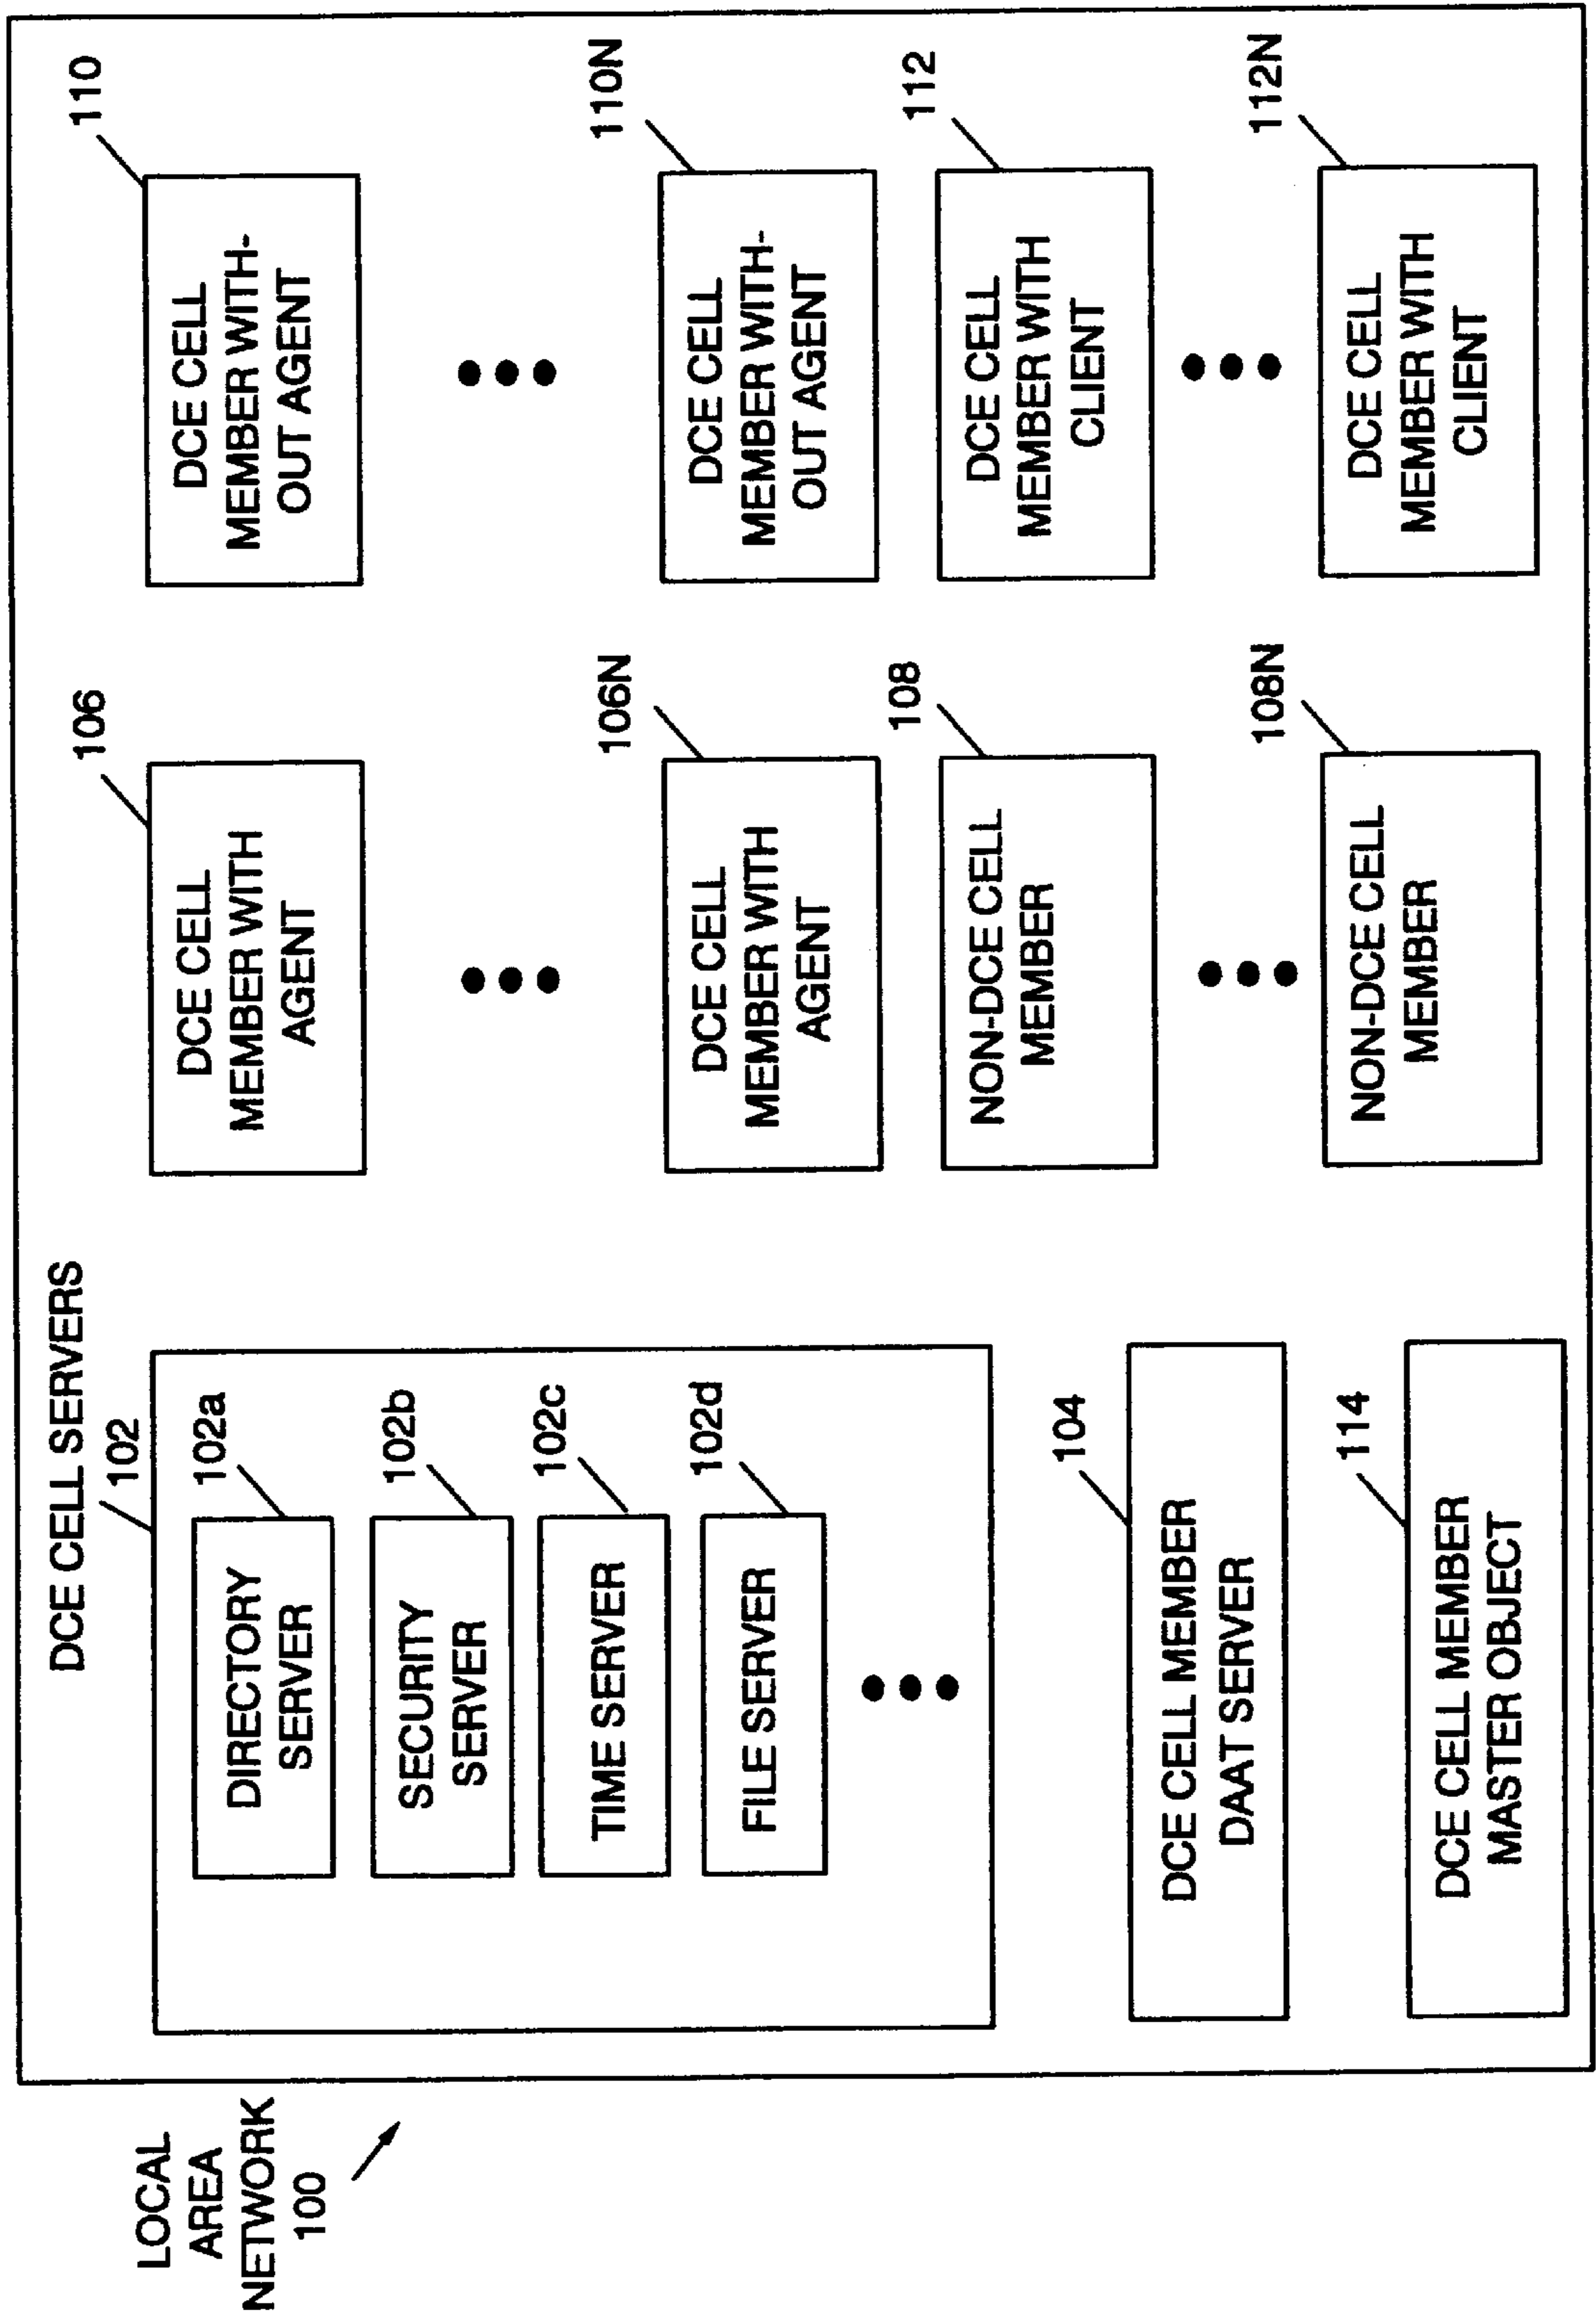 LOCAL
AREA
NETWORK
100
DCE CELL SERVERS
102
DIRECTORY
SERVER
102a
SECURITY
SERVER
102b
TIME SERVER
102c
FILE SERVER
102d
DCE CELL MEMBER
DAAT SERVER
104
DCE CELL MEMBER
MASTER OBJECT
114
106
DCE CELL
MEMBER WITH
AGENT
106N
DCE CELL
MEMBER WITH
AGENT
108
NON-DCE CELL
MEMBER
108N
NON-DCE CELL
MEMBER
110
DCE CELL
MEMBER WITH-
OUT AGENT
110N
DCE CELL
MEMBER WITH-
OUT AGENT
112
DCE CELL
MEMBER WITH
CLIENT
112N
DCE CELL
MEMBER WITH
CLIENT